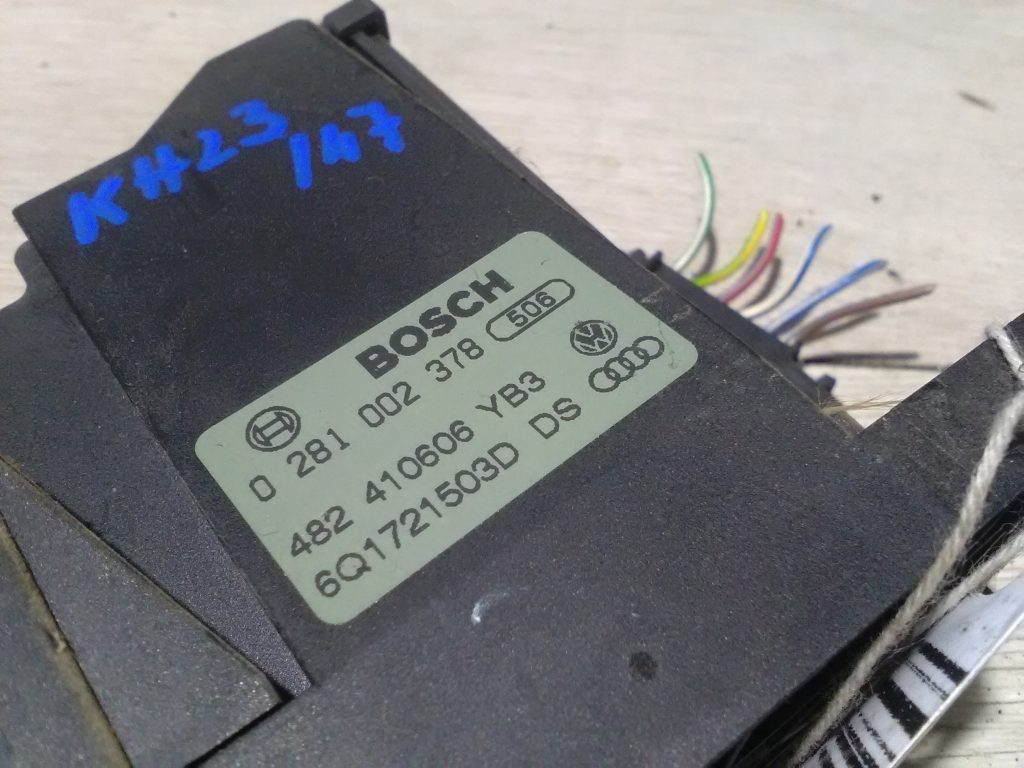 KH23
/147
BOSCH
0 281 002 378 506
482 410606 YB3
6Q1721503D DS